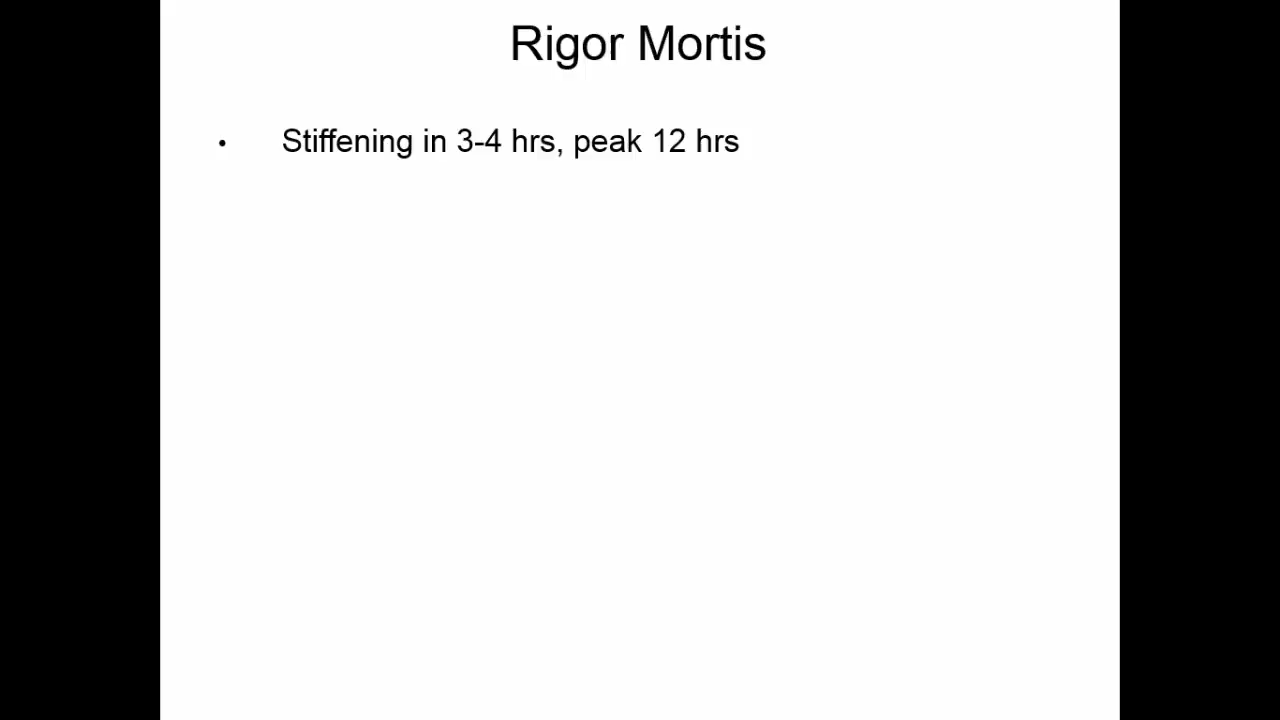 Rigor Mortis
• Stiffening in 3-4 hrs, peak 12 hrs